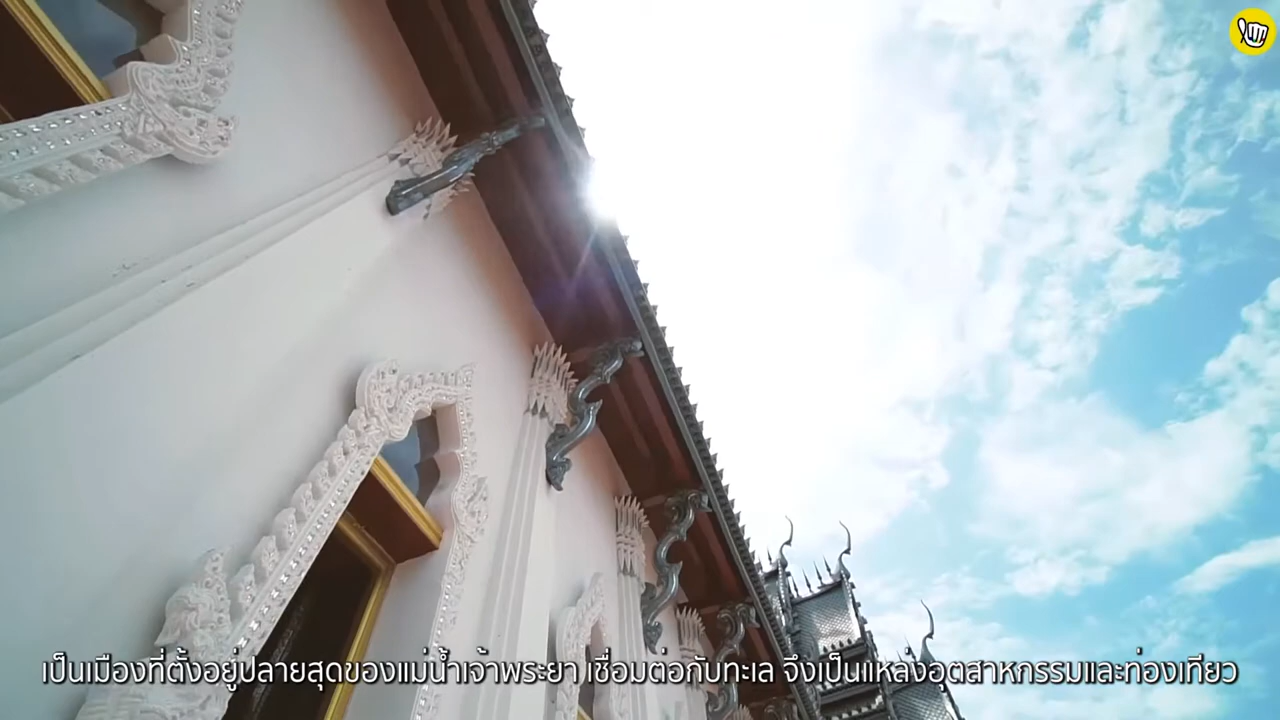 เป็นเมืองที่ตั้งอยู่ปลายสุดของแม่น้ำเจ้าพระยา เชื่อมต่อกับทะเล จึงเป็นแหล่งอุตสาหกรรมและท่องเที่ยว